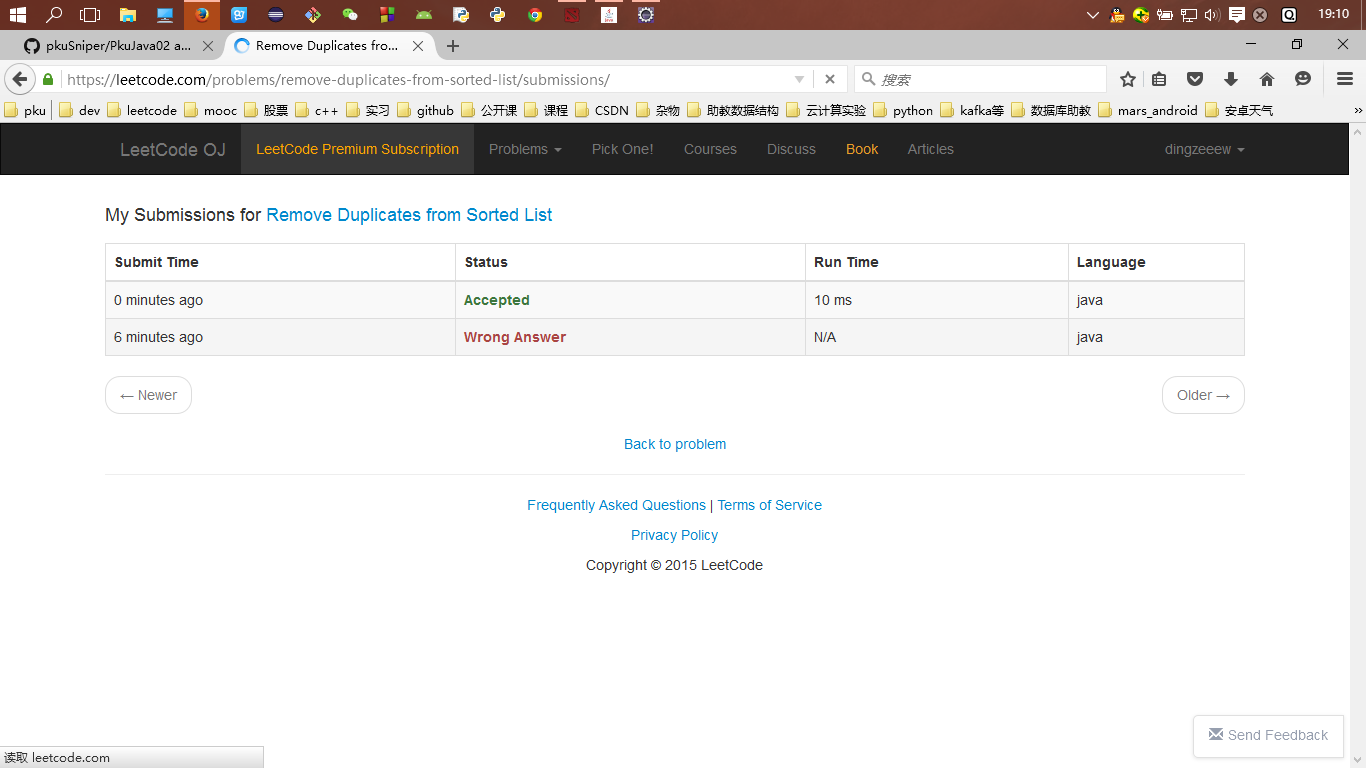 19:10
pkuSniper/PkuJava02 a...
Remove Duplicates fro...
https://leetcode.com/problems/remove-duplicates-from-sorted-list/submissions/
搜索
pku dev leetcode mooc 股票 c++ 实习 github 公开课 课程 CSDN 杂物 助教数据结构 云计算实验 python kafka等 数据库助教 mars_android 安卓天气
LeetCode OJ LeetCode Premium Subscription Problems Pick One! Courses Discuss Book Articles dingzeeew
My Submissions for Remove Duplicates from Sorted List
Submit Time Status Run Time Language
0 minutes ago Accepted 10 ms java
6 minutes ago Wrong Answer N/A java
← Newer Older →
Back to problem
Frequently Asked Questions | Terms of Service
Privacy Policy
Copyright © 2015 LeetCode
Send Feedback
读取 leetcode.com